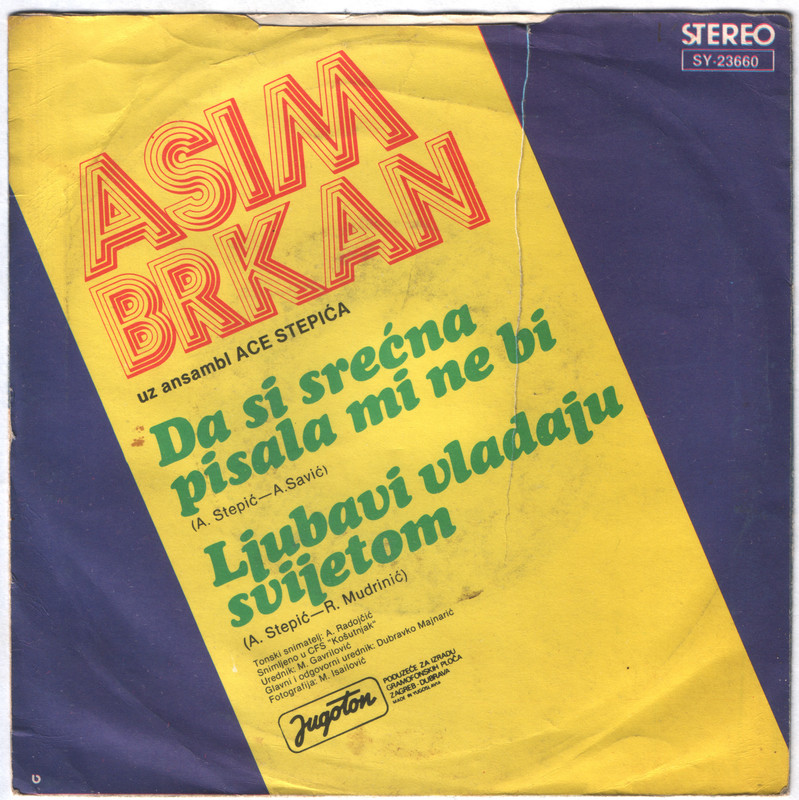 STEREO
SY-23660
ASIM
BRKAN
uz ansambl ACE STEPIĆA
Da si srećna
pisala mi ne bi
(A. Stepić—A.Savić)
Ljubavi vladaju
svijetom
(A. Stepić—R. Mudrinić)
Tonski snimatelj: A. Radojčić
Snimljeno u CFS "Košutnjak"
Urednik: M. Gavrilović
Glavni i odgovorni urednik: Dubravko Majnarić
Fotografija: M. Isailović
Jugoton
PODUZEĆE ZA IZRADU
GRAMOFONSKIH PLOČA
ZAGREB - DUBRAVA
MADE IN YUGOSLAVIA